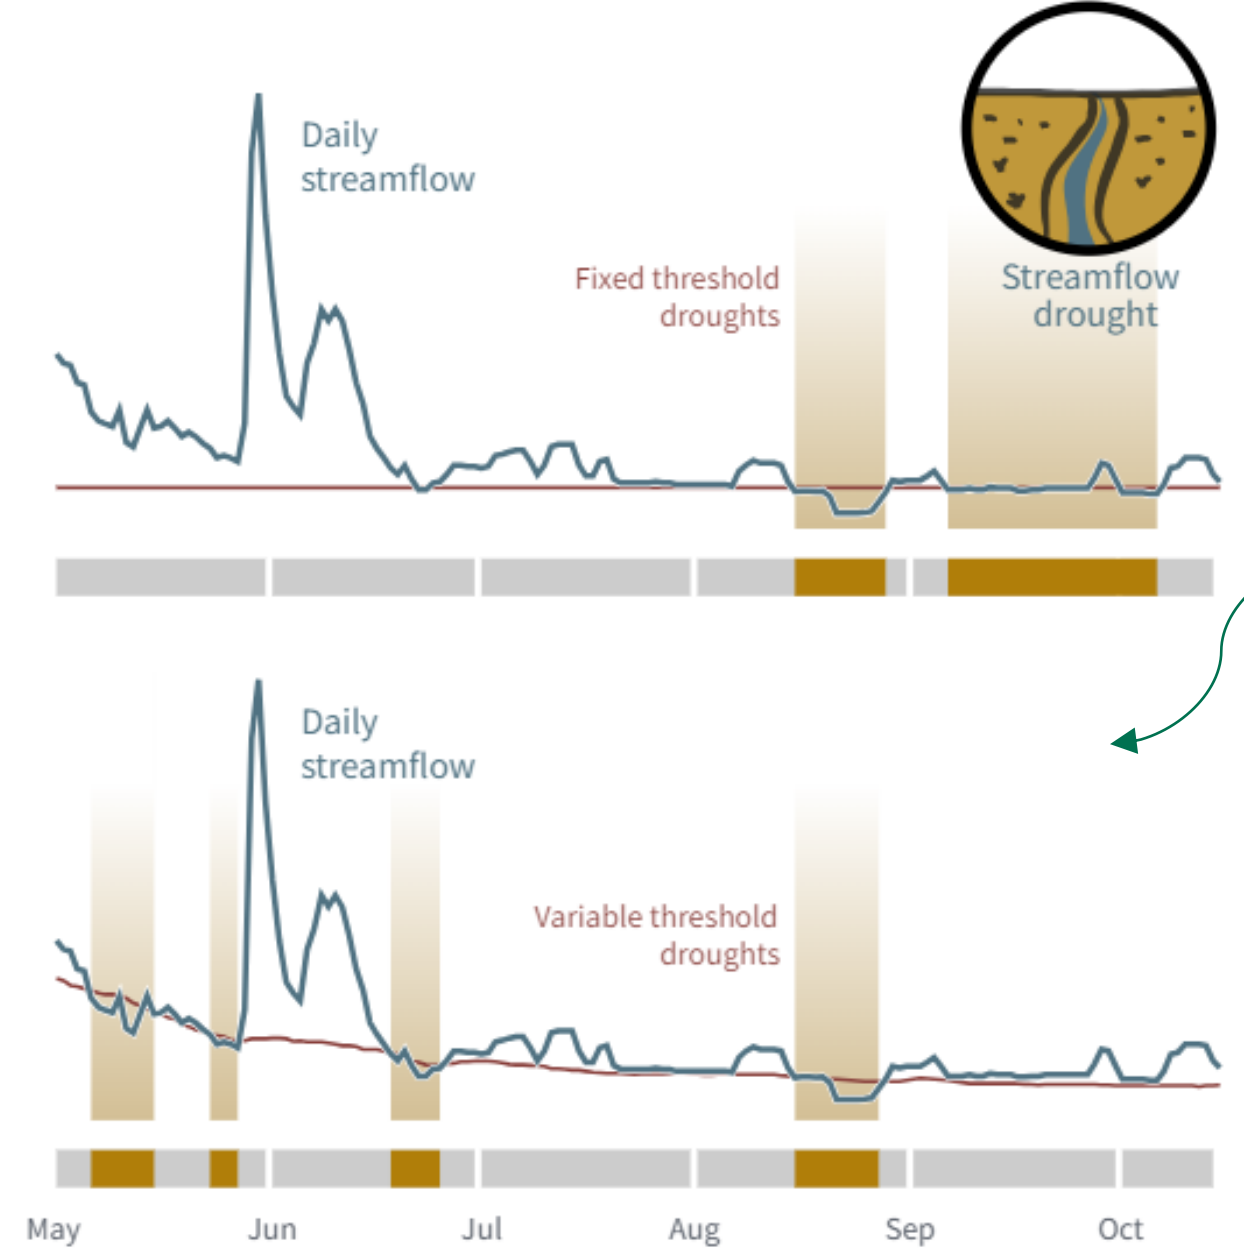 Daily
streamflow
Fixed threshold
droughts
Streamflow
drought
Daily
streamflow
Variable threshold
droughts
May Jun Jul Aug Sep Oct